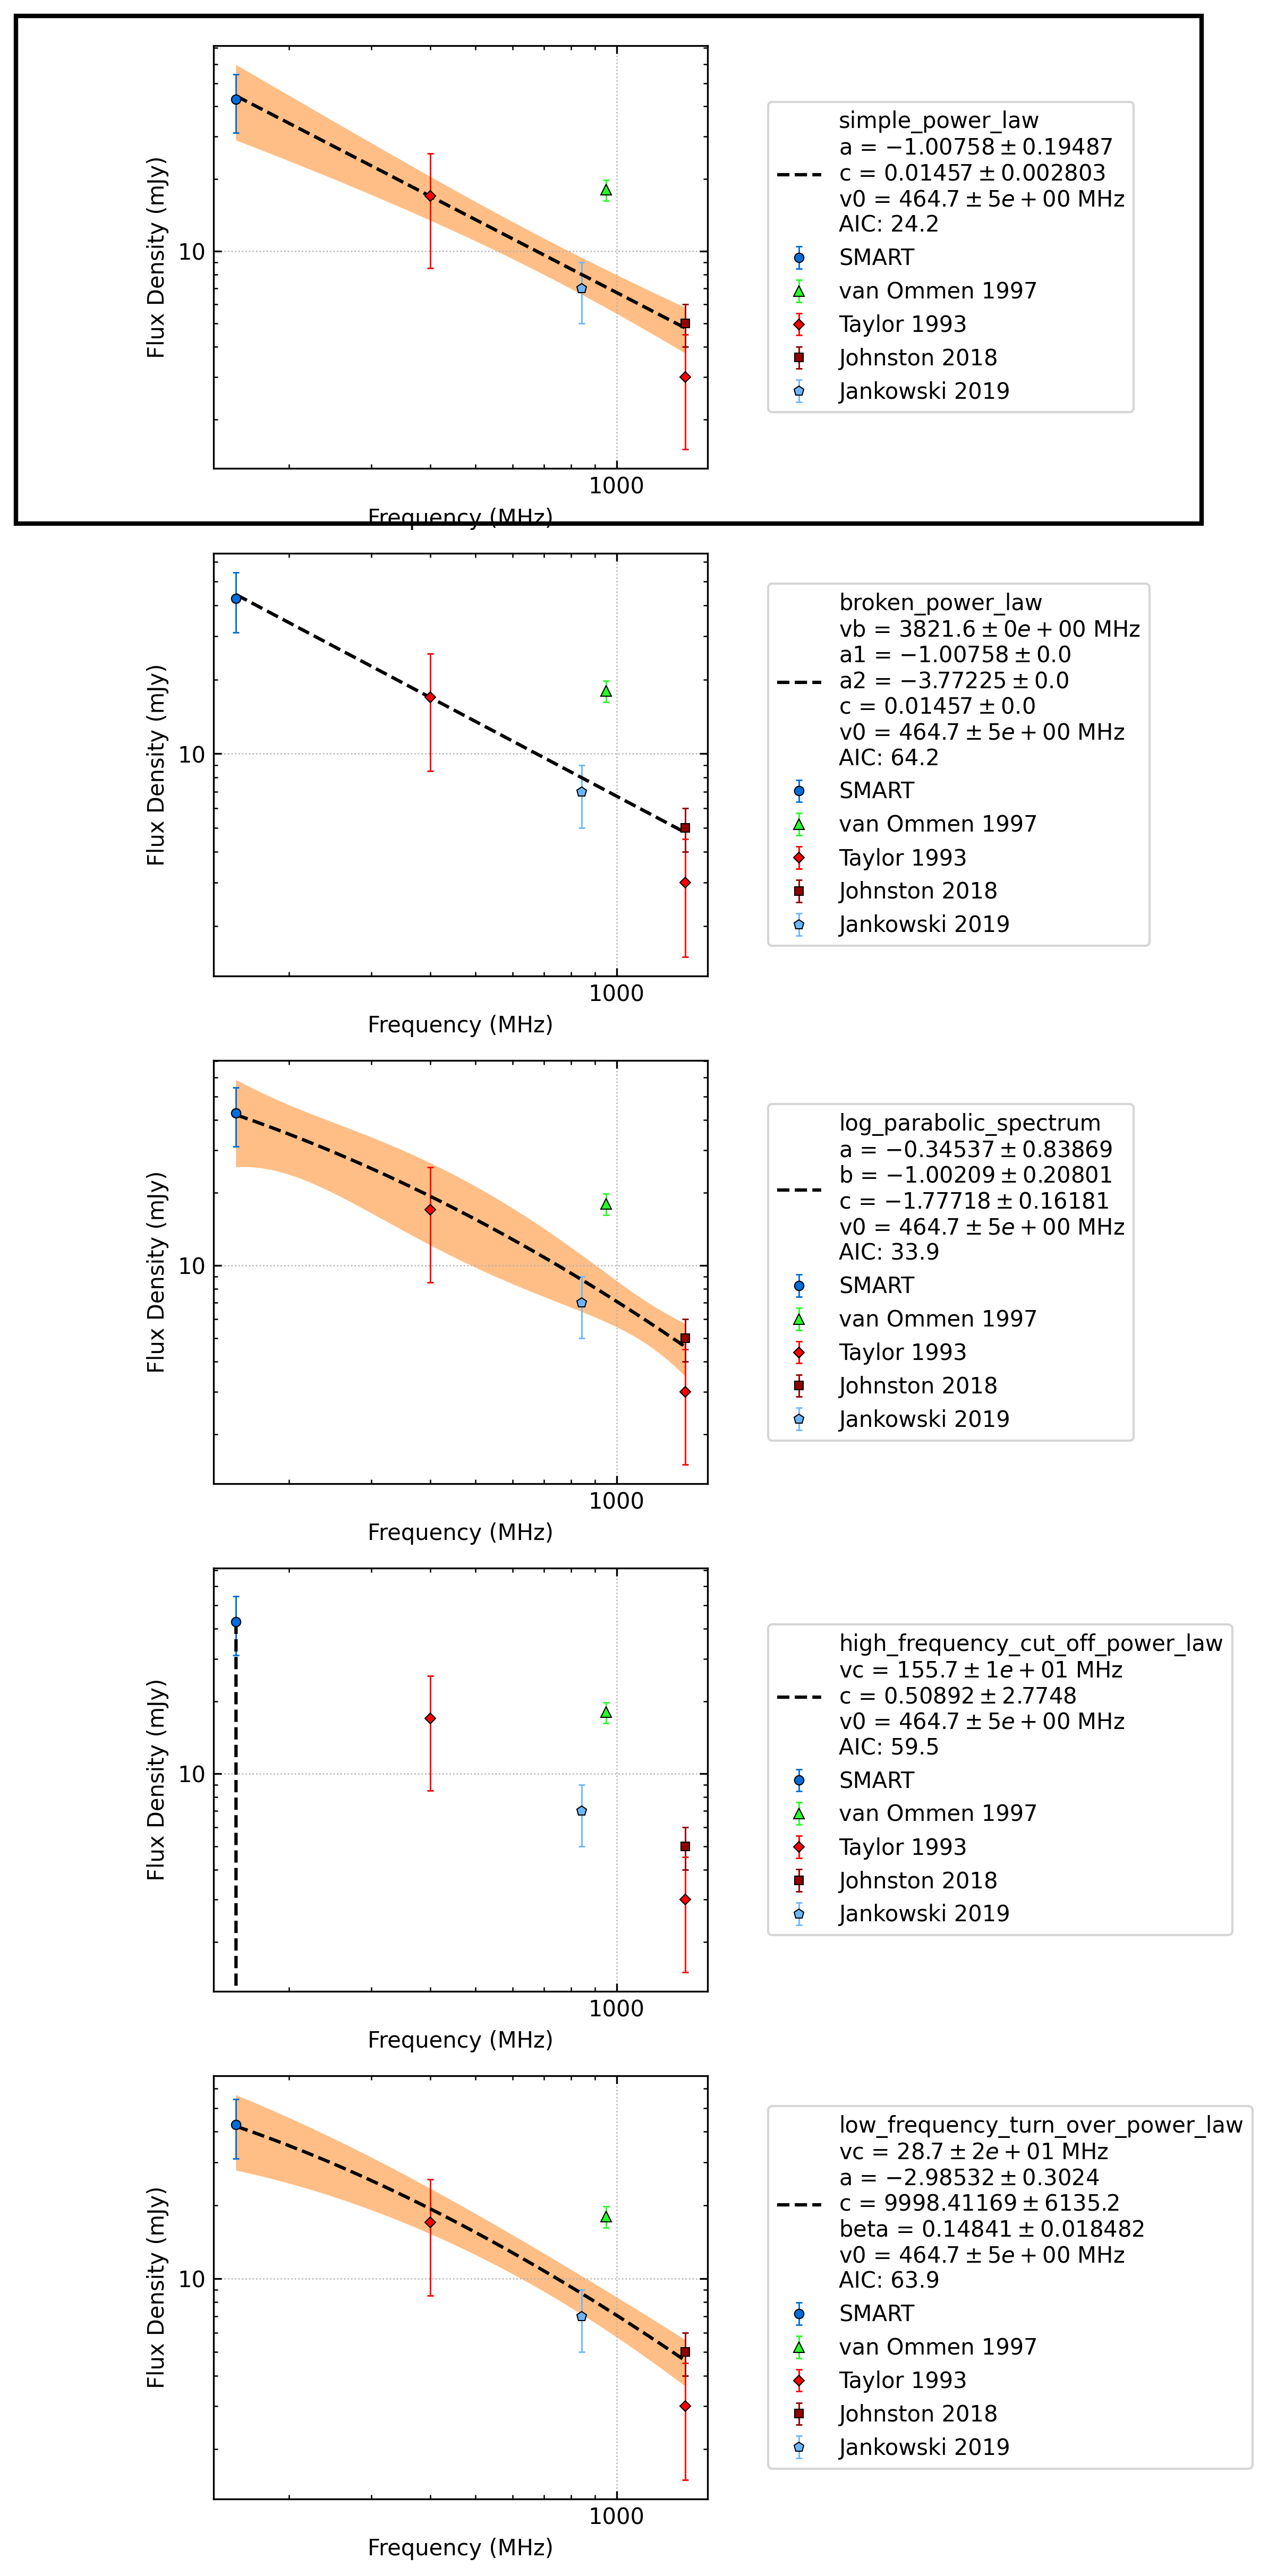 Flux Density (mJy)
10
1000
Frequency (MHz)
simple_power_law
a = −1.00758 ± 0.19487
c = 0.01457 ± 0.002803
v0 = 464.7 ± 5e + 00 MHz
AIC: 24.2
SMART
van Ommen 1997
Taylor 1993
Johnston 2018
Jankowski 2019
Flux Density (mJy)
10
1000
Frequency (MHz)
broken_power_law
vb = 3821.6 ± 0e + 00 MHz
a1 = −1.00758 ± 0.0
a2 = −3.77225 ± 0.0
c = 0.01457 ± 0.0
v0 = 464.7 ± 5e + 00 MHz
AIC: 64.2
SMART
van Ommen 1997
Taylor 1993
Johnston 2018
Jankowski 2019
Flux Density (mJy)
10
1000
Frequency (MHz)
log_parabolic_spectrum
a = −0.34537 ± 0.83869
b = −1.00209 ± 0.20801
c = −1.77718 ± 0.16181
v0 = 464.7 ± 5e + 00 MHz
AIC: 33.9
SMART
van Ommen 1997
Taylor 1993
Johnston 2018
Jankowski 2019
Flux Density (mJy)
10
1000
Frequency (MHz)
high_frequency_cut_off_power_law
vc = 155.7 ± 1e + 01 MHz
c = 0.50892 ± 2.7748
v0 = 464.7 ± 5e + 00 MHz
AIC: 59.5
SMART
van Ommen 1997
Taylor 1993
Johnston 2018
Jankowski 2019
Flux Density (mJy)
10
1000
Frequency (MHz)
low_frequency_turn_over_power_law
vc = 28.7 ± 2e + 01 MHz
a = −2.98532 ± 0.3024
c = 9998.41169 ± 6135.2
beta = 0.14841 ± 0.018482
v0 = 464.7 ± 5e + 00 MHz
AIC: 63.9
SMART
van Ommen 1997
Taylor 1993
Johnston 2018
Jankowski 2019